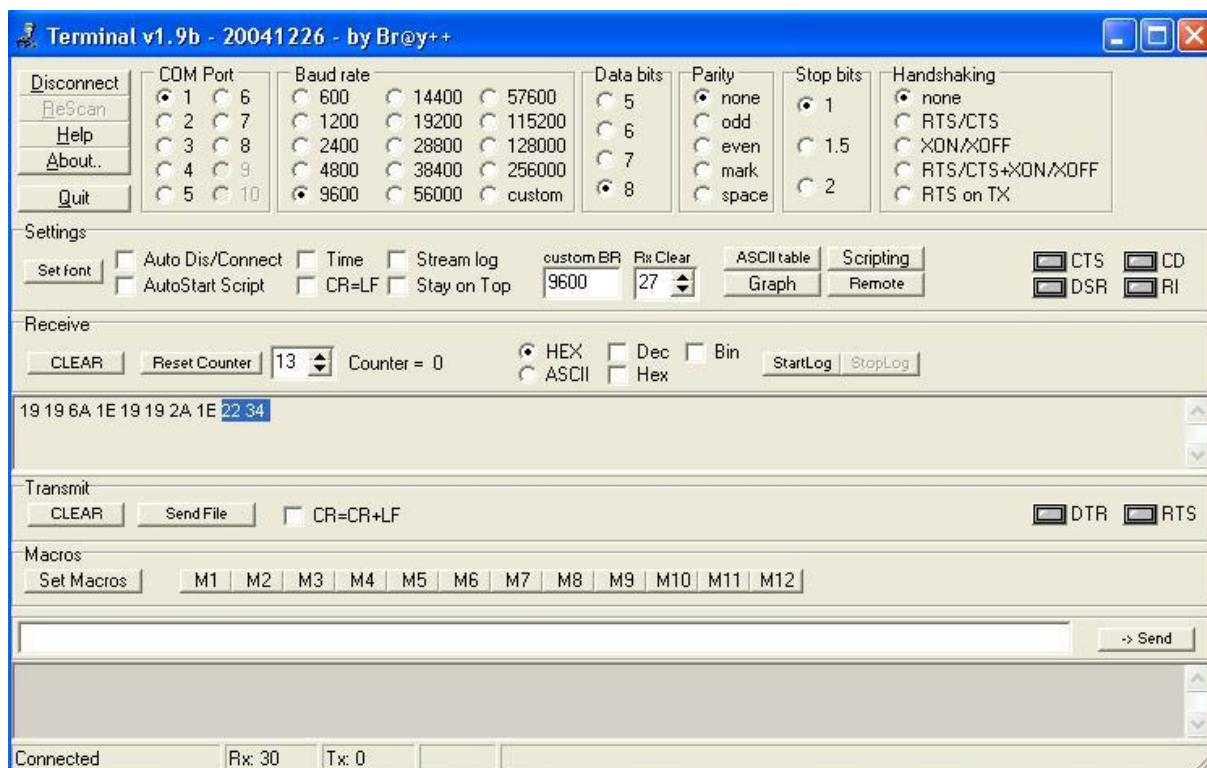 Terminal v1.9b - 20041226 - by Br@y++
Disconnect
ReScan
Help
About..
Quit
COM Port
1 6
2 7
3 8
4 9
5 10
Baud rate
600 14400 57600
1200 19200 115200
2400 28800 128000
4800 38400 256000
9600 56000 custom
Data bits
5
6
7
8
Parity
none
odd
even
mark
space
Stop bits
1
1.5
2
Handshaking
none
RTS/CTS
XON/XOFF
RTS/CTS+XON/XOFF
RTS on TX
Settings
Set font
Auto Dis/Connect Time Stream log
AutoStart Script CR=LF Stay on Top
custom BR Rx Clear
9600 27
ASCII table Scripting
Graph Remote
CTS CD
DSR RI
Receive
CLEAR Reset Counter 13 Counter = 0
HEX Dec Bin
ASCII Hex
StartLog StopLog
19 19 6A 1E 19 19 2A 1E 22 34
Transmit
CLEAR Send File CR=CR+LF DTR RTS
Macros
Set Macros M1 M2 M3 M4 M5 M6 M7 M8 M9 M10 M11 M12
-> Send
Connected Rx: 30 Tx: 0